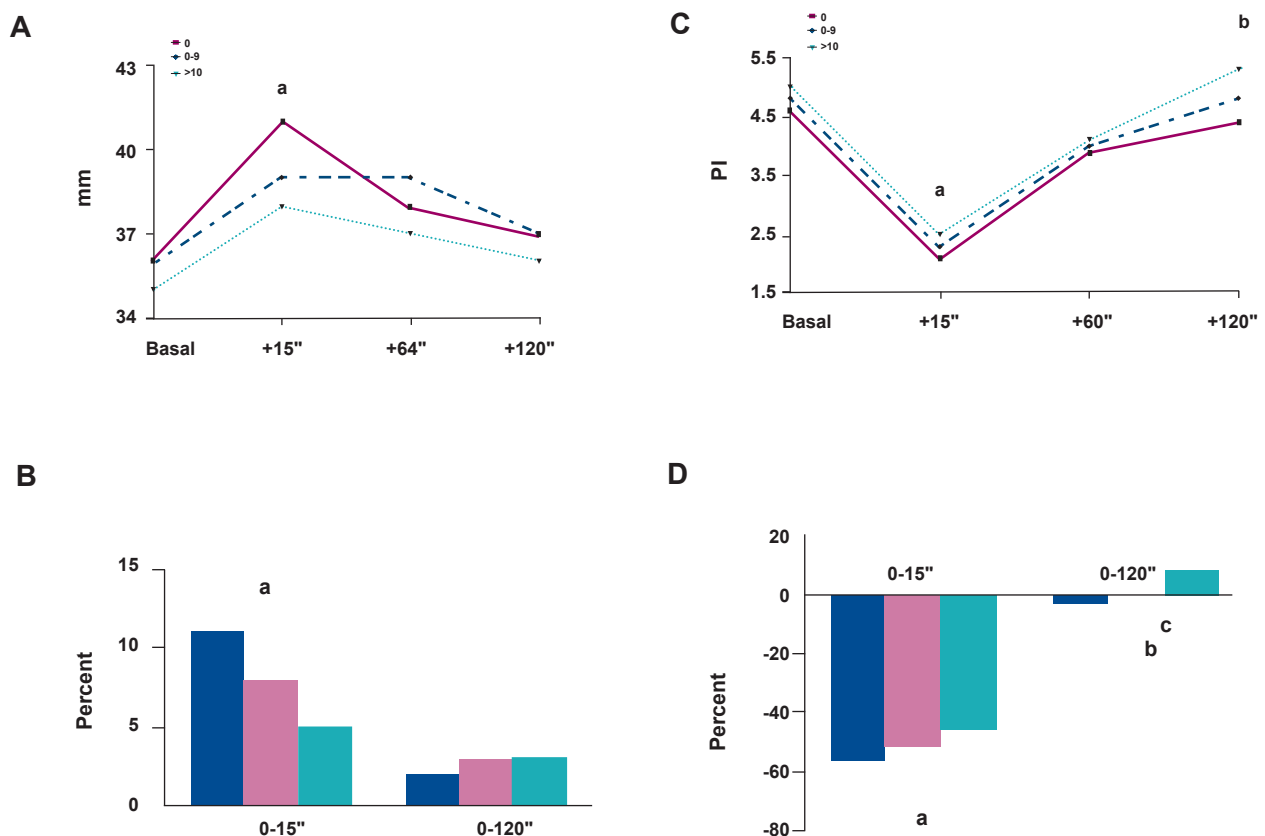 A
0
0-9
>10
a
43
40
37
34
mm
Basal
+15"
+64"
+120"
C
0
0-9
>10
b
5.5
4.5
3.5
2.5
1.5
PI
a
Basal
+15"
+60"
+120"
B
15
10
5
0
Percent
a
0-15"
0-120"
D
20
0
-20
-40
-60
-80
Percent
0-15"
0-120"
c
b
a